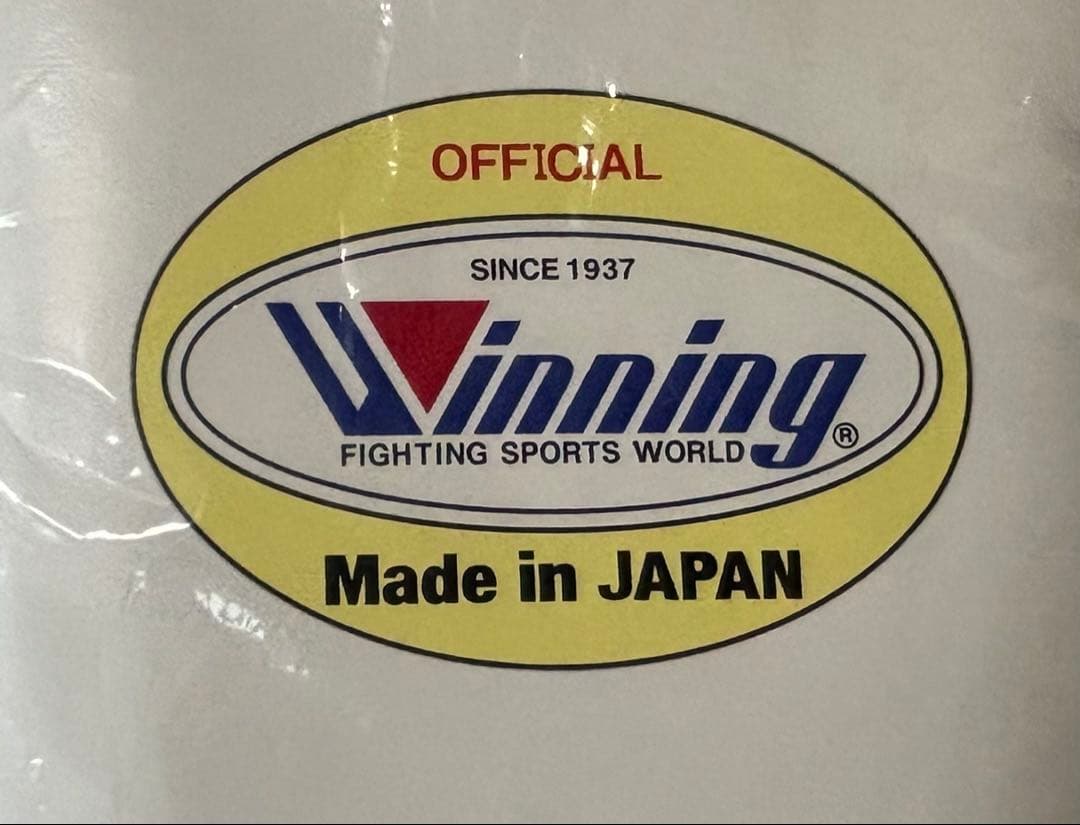 OFFICIAL
SINCE 1937
Winning®
FIGHTING SPORTS WORLD
Made in JAPAN